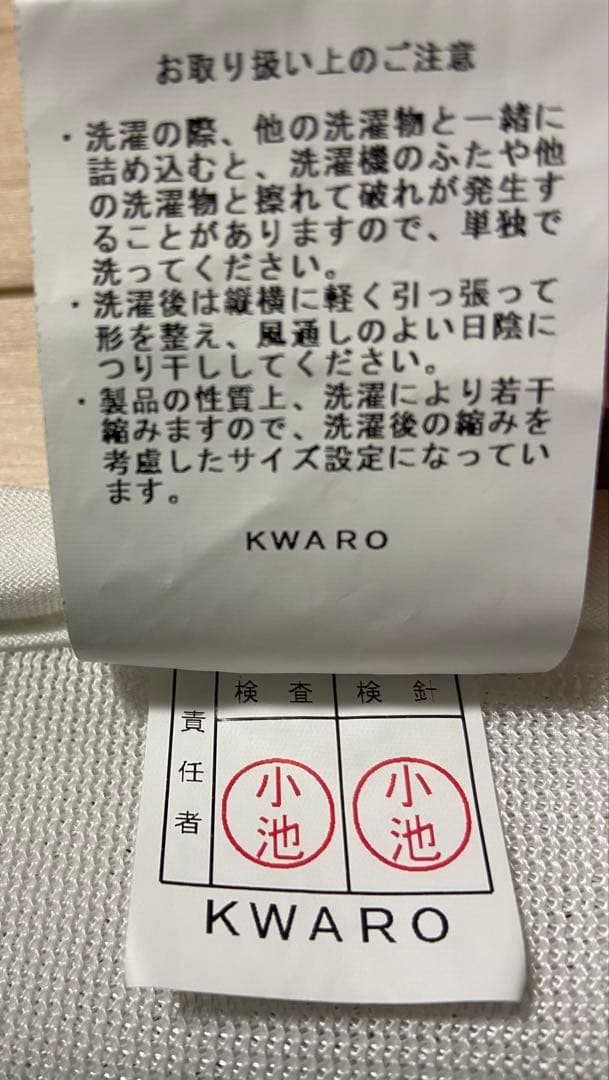 お取り扱い上のご注意
・洗濯の際、他の洗濯物と一緒に
詰め込むと、洗濯機のふたや他
の洗濯物と擦れて破れが発生す
ることがありますので、単独で
洗ってください。
・洗濯後は縦横に軽く引っ張って
形を整え、風通しのよい日陰に
つり干ししてください。
・製品の性質上、洗濯により若干
縮みますので、洗濯後の縮みを
考慮したサイズ設定になってい
ます。
KWARO
検査 検針
責任者
小池 小池
KWARO